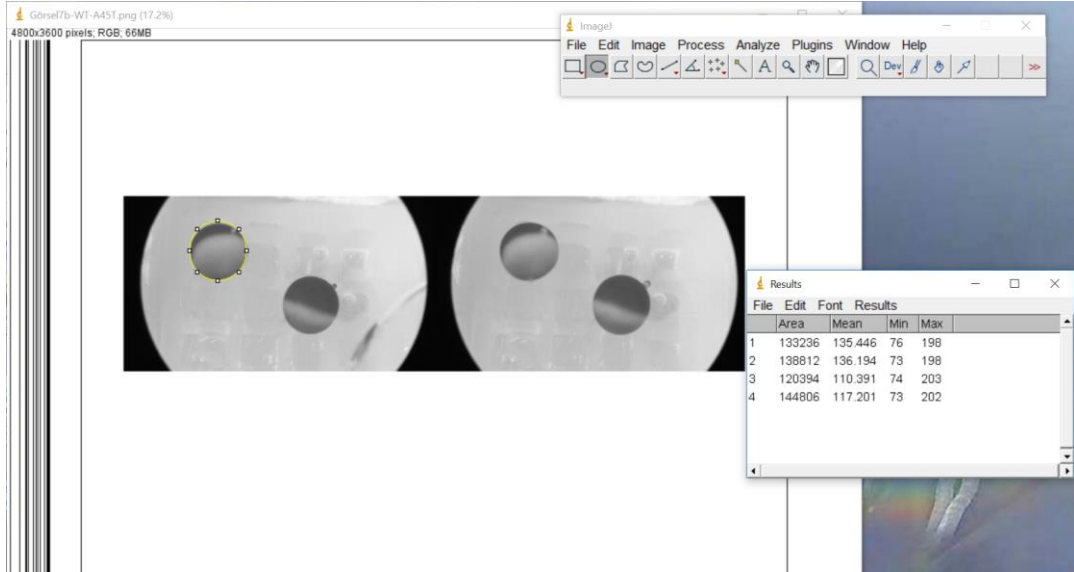 Görsel7b-WT-A45T.png (17.2%)
4800x3600 pixels; RGB; 66MB
ImageJ
File Edit Image Process Analyze Plugins Window Help
A Dev >>
Results
File Edit Font Results
Area Mean Min Max
1 133236 135.446 76 198
2 138812 136.194 73 198
3 120394 110.391 74 203
4 144806 117.201 73 202